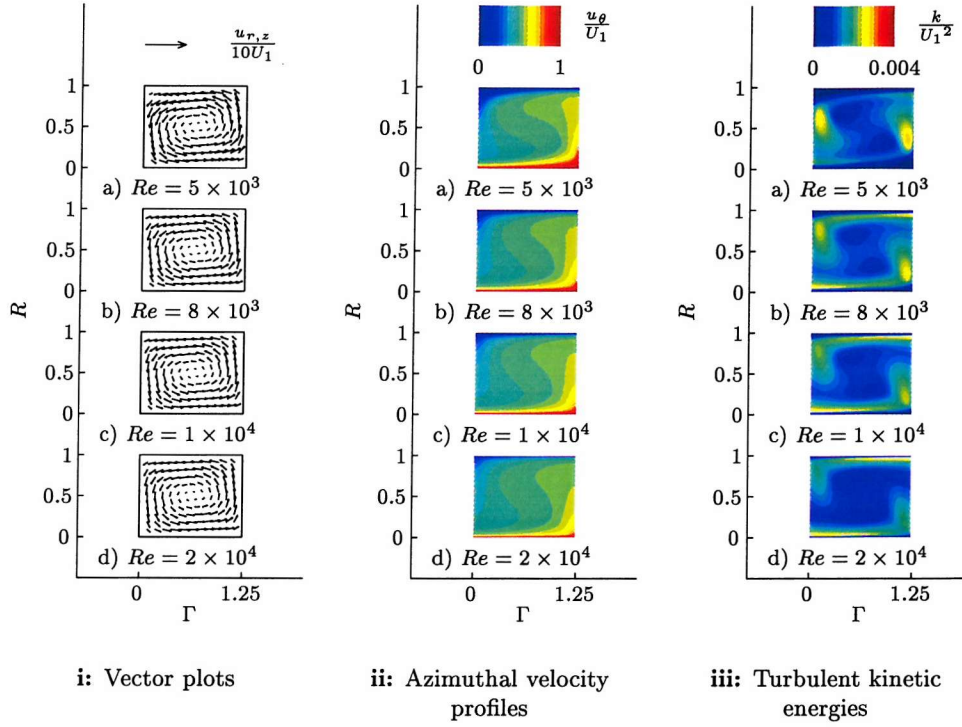 u_{r,z} / 10U_1
R
1
0.5
0
a) Re = 5 × 10^3
1
0.5
0
b) Re = 8 × 10^3
1
0.5
0
c) Re = 1 × 10^4
1
0.5
0
d) Re = 2 × 10^4
0 1.25
Γ
i: Vector plots
u_θ / U_1
0 1
R
1
0.5
0
a) Re = 5 × 10^3
1
0.5
0
b) Re = 8 × 10^3
1
0.5
0
c) Re = 1 × 10^4
1
0.5
0
d) Re = 2 × 10^4
0 1.25
Γ
ii: Azimuthal velocity
profiles
k / U_1^2
0 0.004
R
1
0.5
0
a) Re = 5 × 10^3
1
0.5
0
b) Re = 8 × 10^3
1
0.5
0
c) Re = 1 × 10^4
1
0.5
0
d) Re = 2 × 10^4
0 1.25
Γ
iii: Turbulent kinetic
energies